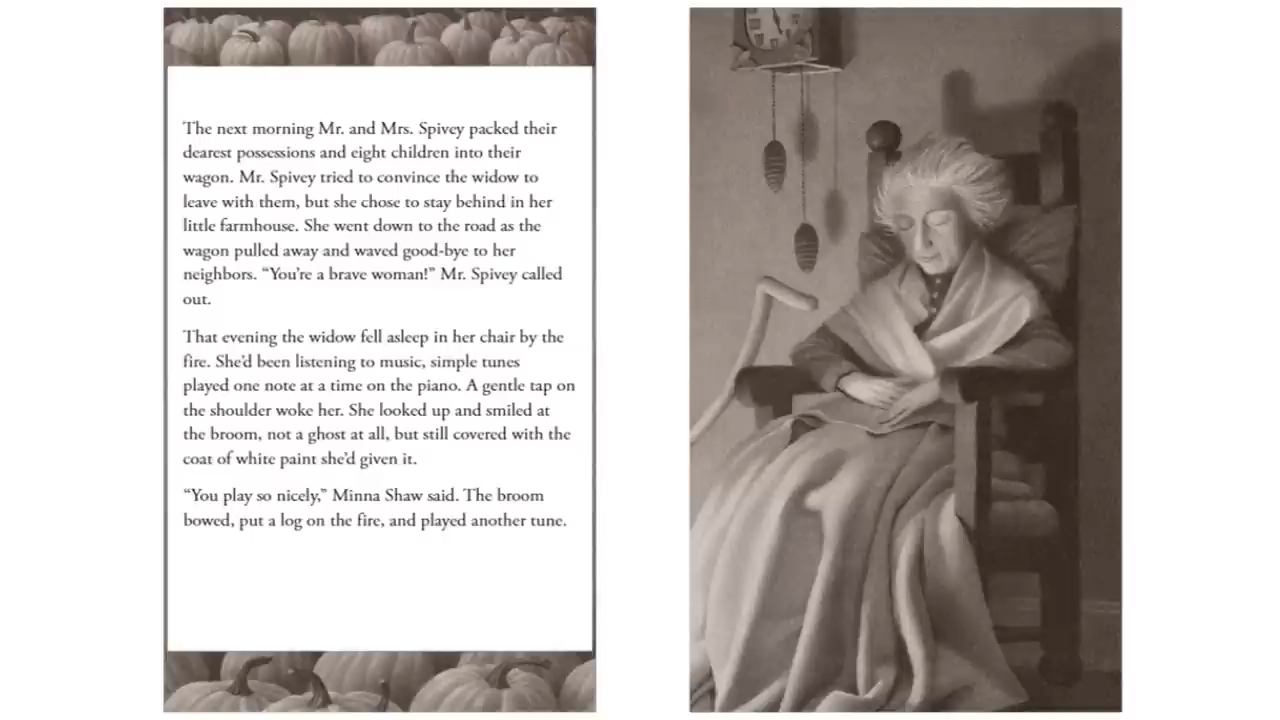 The next morning Mr. and Mrs. Spivey packed their
dearest possessions and eight children into their
wagon. Mr. Spivey tried to convince the widow to
leave with them, but she chose to stay behind in her
little farmhouse. She went down to the road as the
wagon pulled away and waved good-bye to her
neighbors. “You’re a brave woman!” Mr. Spivey called
out.
That evening the widow fell asleep in her chair by the
fire. She’d been listening to music, simple tunes
played one note at a time on the piano. A gentle tap on
the shoulder woke her. She looked up and smiled at
the broom, not a ghost at all, but still covered with the
coat of white paint she’d given it.
“You play so nicely,” Minna Shaw said. The broom
bowed, put a log on the fire, and played another tune.